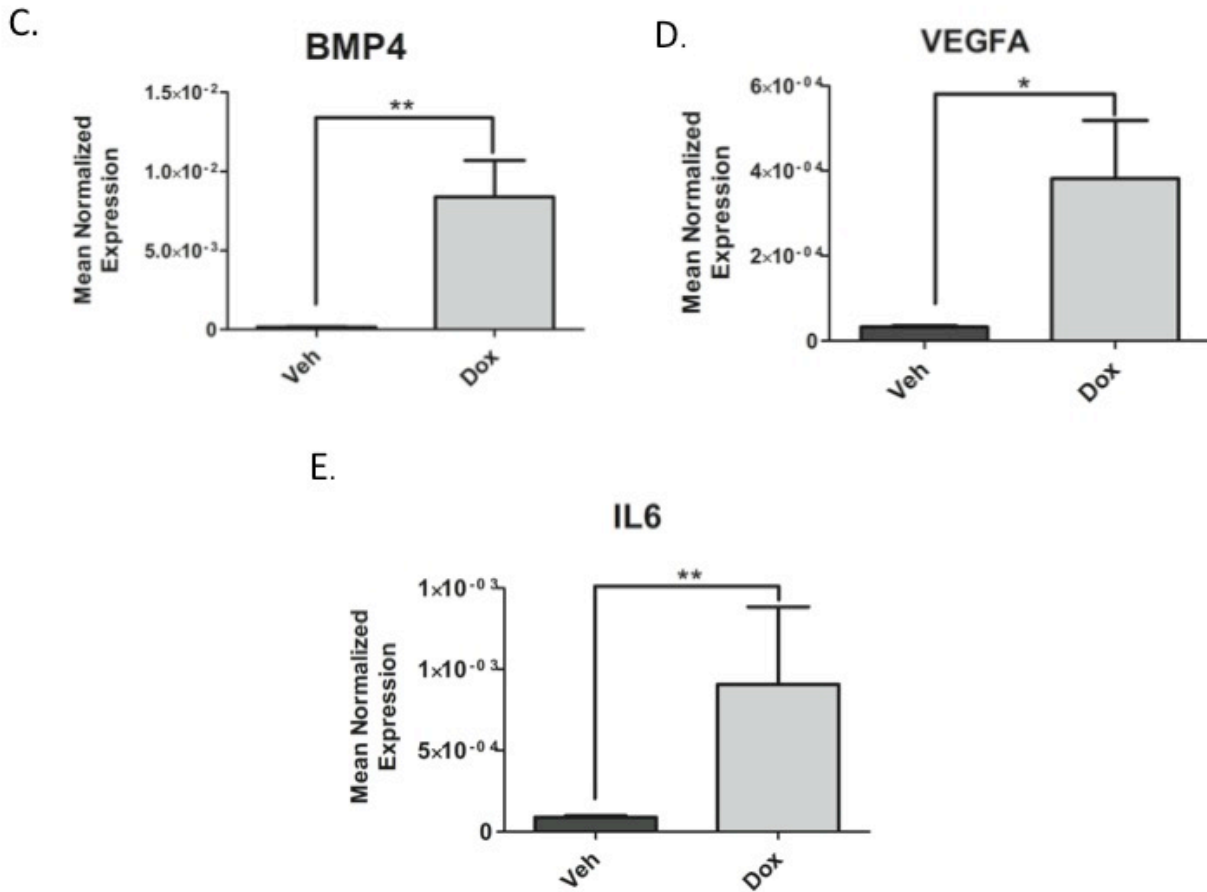 C.
BMP4
Mean Normalized
Expression
1.5×10⁻²
1.0×10⁻²
5.0×10⁻³
0
**
Veh
Dox
D.
VEGFA
Mean Normalized
Expression
6×10⁻⁰⁴
4×10⁻⁰⁴
2×10⁻⁰⁴
0
*
Veh
Dox
E.
IL6
Mean Normalized
Expression
1×10⁻⁰³
1×10⁻⁰³
5×10⁻⁰⁴
0
**
Veh
Dox